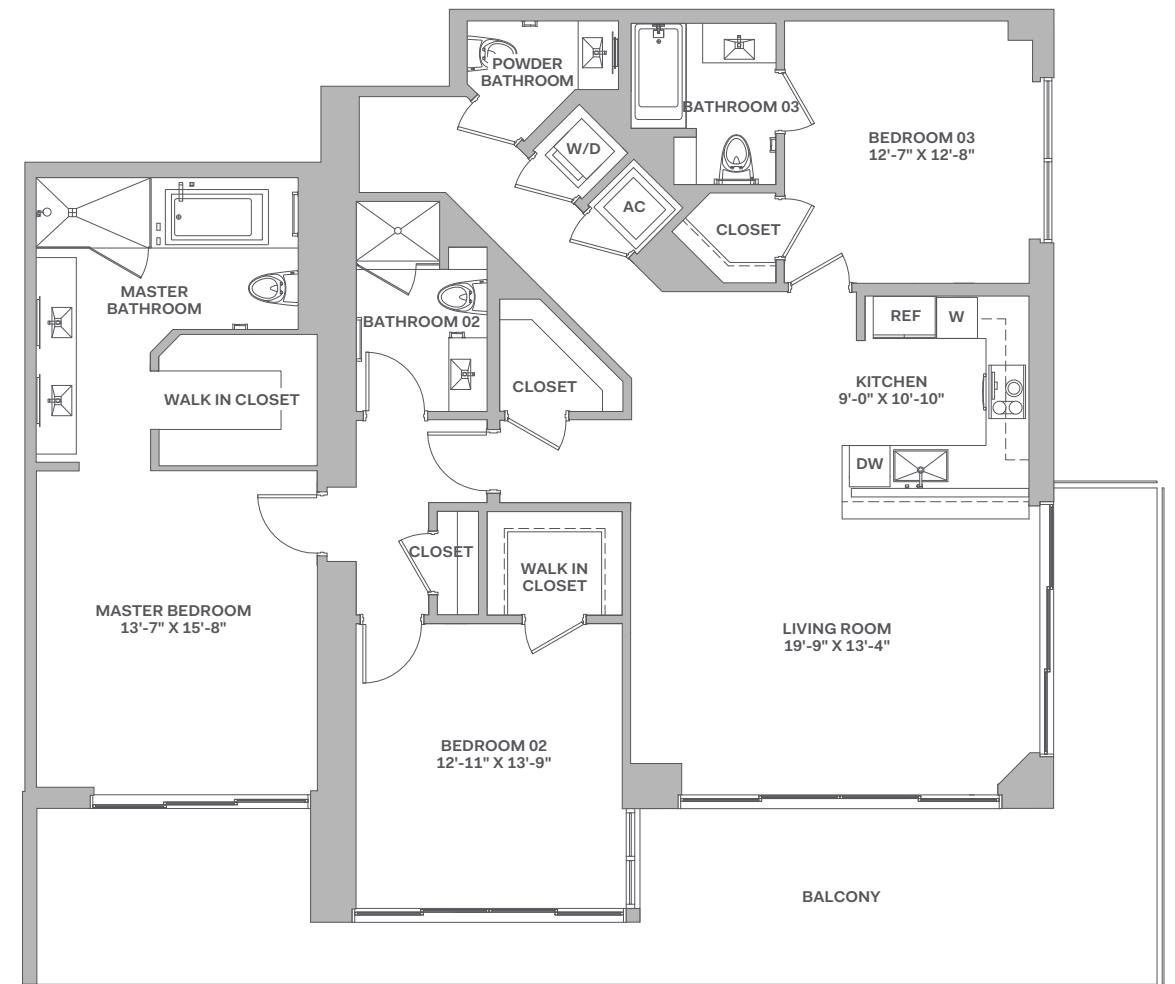 POWDER
BATHROOM
BATHROOM 03
BEDROOM 03
12'-7" X 12'-8"
W/D
AC
CLOSET
MASTER
BATHROOM
BATHROOM 02
REF
W
WALK IN CLOSET
CLOSET
KITCHEN
9'-0" X 10'-10"
DW
CLOSET
WALK IN
CLOSET
MASTER BEDROOM
13'-7" X 15'-8"
LIVING ROOM
19'-9" X 13'-4"
BEDROOM 02
12'-11" X 13'-9"
BALCONY